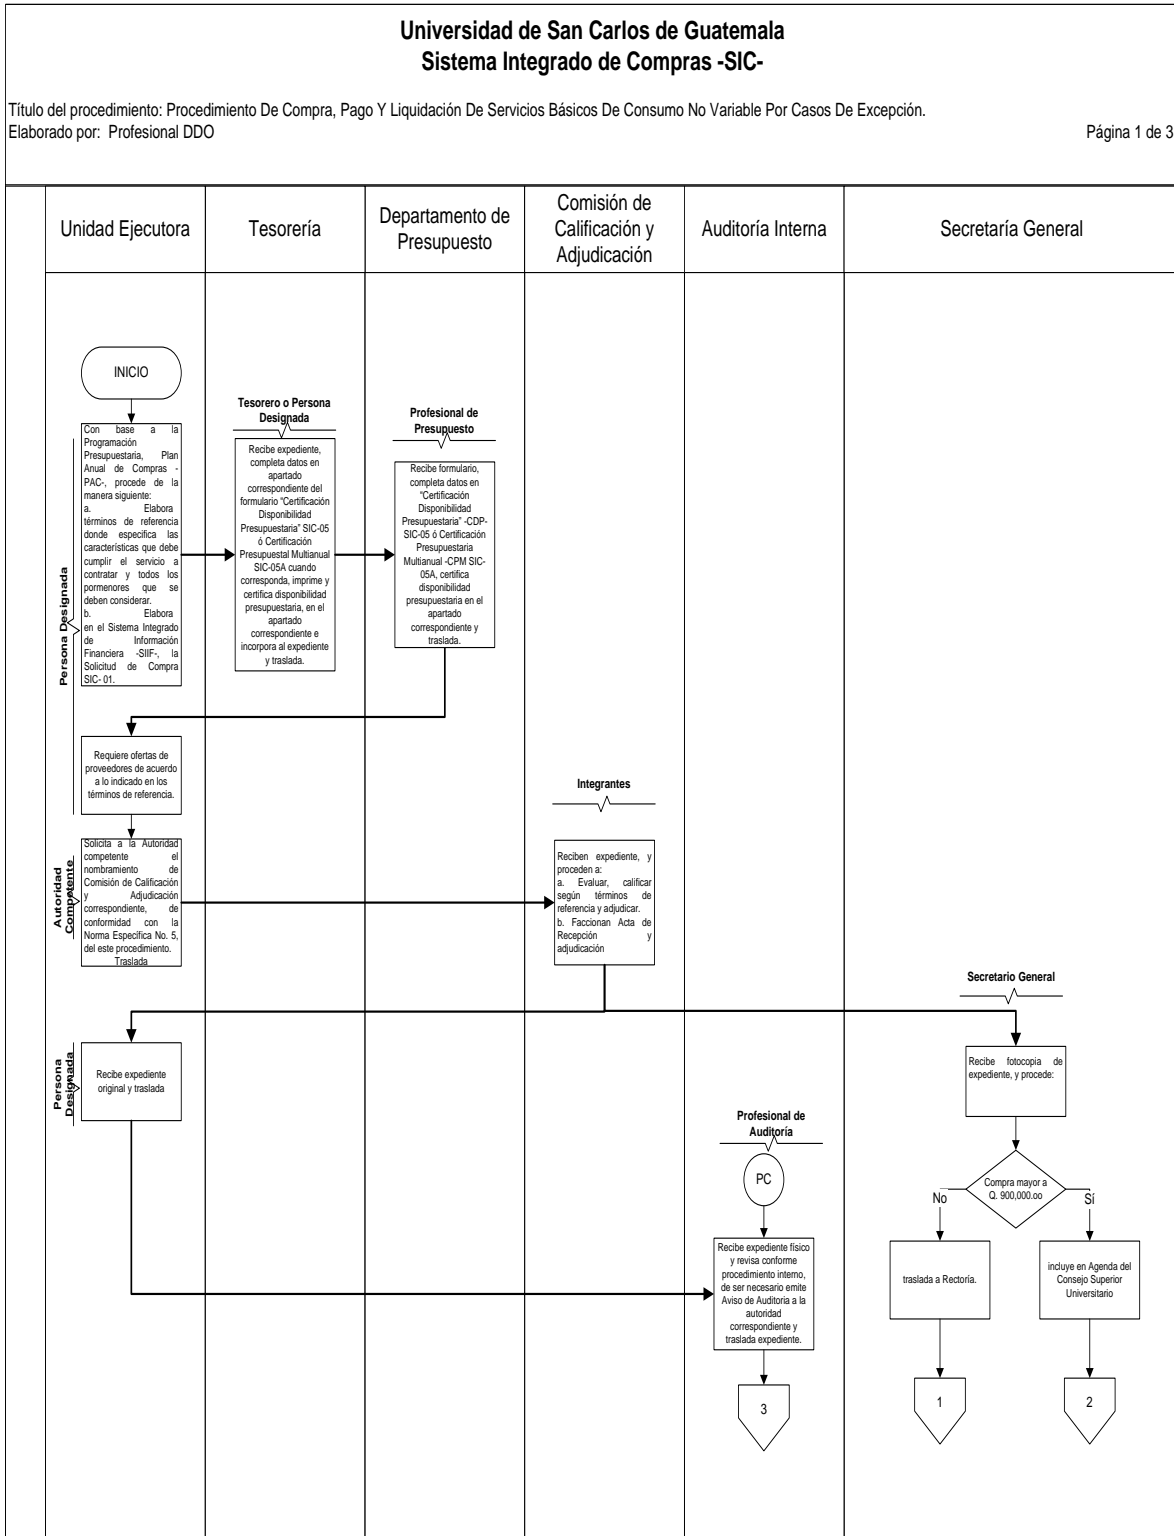 Universidad de San Carlos de Guatemala
Sistema Integrado de Compras -SIC-
Título del procedimiento: Procedimiento De Compra, Pago Y Liquidación De Servicios Básicos De Consumo No Variable Por Casos De Excepción.
Elaborado por: Profesional DDO
Página 1 de 3
Unidad Ejecutora
Tesorería
Departamento de
Presupuesto
Comisión de
Calificación y
Adjudicación
Auditoría Interna
Secretaría General
INICIO
Persona Designada
Con base a la
Programación
Presupuestaria, Plan
Anual de Compras -
PAC-, procede de la
manera siguiente:
a. Elabora
términos de referencia
donde especifica las
características que debe
cumplir el servicio a
contratar y todos los
pormenores que se
deben considerar.
b. Elabora
en el Sistema Integrado
de Información
Financiera -SIIF-, la
Solicitud de Compra
SIC- 01.
Tesorero o Persona
Designada
Recibe expediente,
completa datos en
apartado
correspondiente del
formulario “Certificación
Disponibilidad
Presupuestaria” SIC-05
ó Certificación
Presupuestal Multianual
SIC-05A cuando
corresponda, imprime y
certifica disponibilidad
presupuestaria, en el
apartado
correspondiente e
incorpora al expediente
y traslada.
Profesional de
Presupuesto
Recibe formulario,
completa datos en
“Certificación
Disponibilidad
Presupuestaria” -CDP-
SIC-05 ó Certificación
Presupuestaria
Multianual -CPM SIC-
05A, certifica
disponibilidad
presupuestaria en el
apartado
correspondiente y
traslada.
Requiere ofertas de
proveedores de acuerdo
a lo indicado en los
términos de referencia.
Autoridad
Competente
Solicita a la Autoridad
competente el
nombramiento de
Comisión de Calificación
y Adjudicación
correspondiente, de
conformidad con la
Norma Específica No. 5,
del este procedimiento.
Traslada
Integrantes
Reciben expediente, y
proceden a:
a. Evaluar, calificar
según términos de
referencia y adjudicar.
b. Faccionan Acta de
Recepción y
adjudicación
Persona
Designada
Recibe expediente
original y traslada
Secretario General
Recibe fotocopia de
expediente, y procede:
Compra mayor a
Q. 900,000.oo
No
Sí
traslada a Rectoría.
incluye en Agenda del
Consejo Superior
Universitario
Profesional de
Auditoría
PC
Recibe expediente físico
y revisa conforme
procedimiento interno,
de ser necesario emite
Aviso de Auditoria a la
autoridad
correspondiente y
traslada expediente.
3
1
2